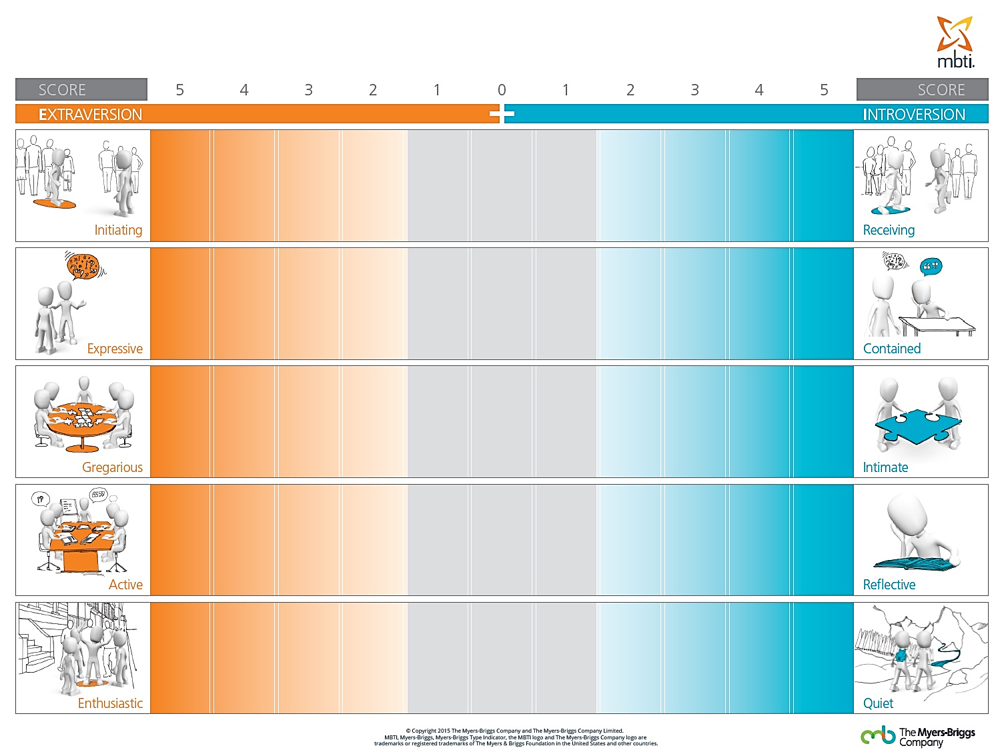 mbti.
SCORE 5 4 3 2 1 0 1 2 3 4 5 SCORE
EXTRAVERSION INTROVERSION
Initiating Receiving
Expressive Contained
Gregarious Intimate
Active Reflective
Enthusiastic Quiet
© Copyright 2015 The Myers-Briggs Company and The Myers-Briggs Company Limited.
MBTI, Myers-Briggs, Myers-Briggs Type Indicator, the MBTI logo and The Myers-Briggs Company logo are
trademarks or registered trademarks of The Myers & Briggs Foundation in the United States and other countries.
The Myers-Briggs
Company